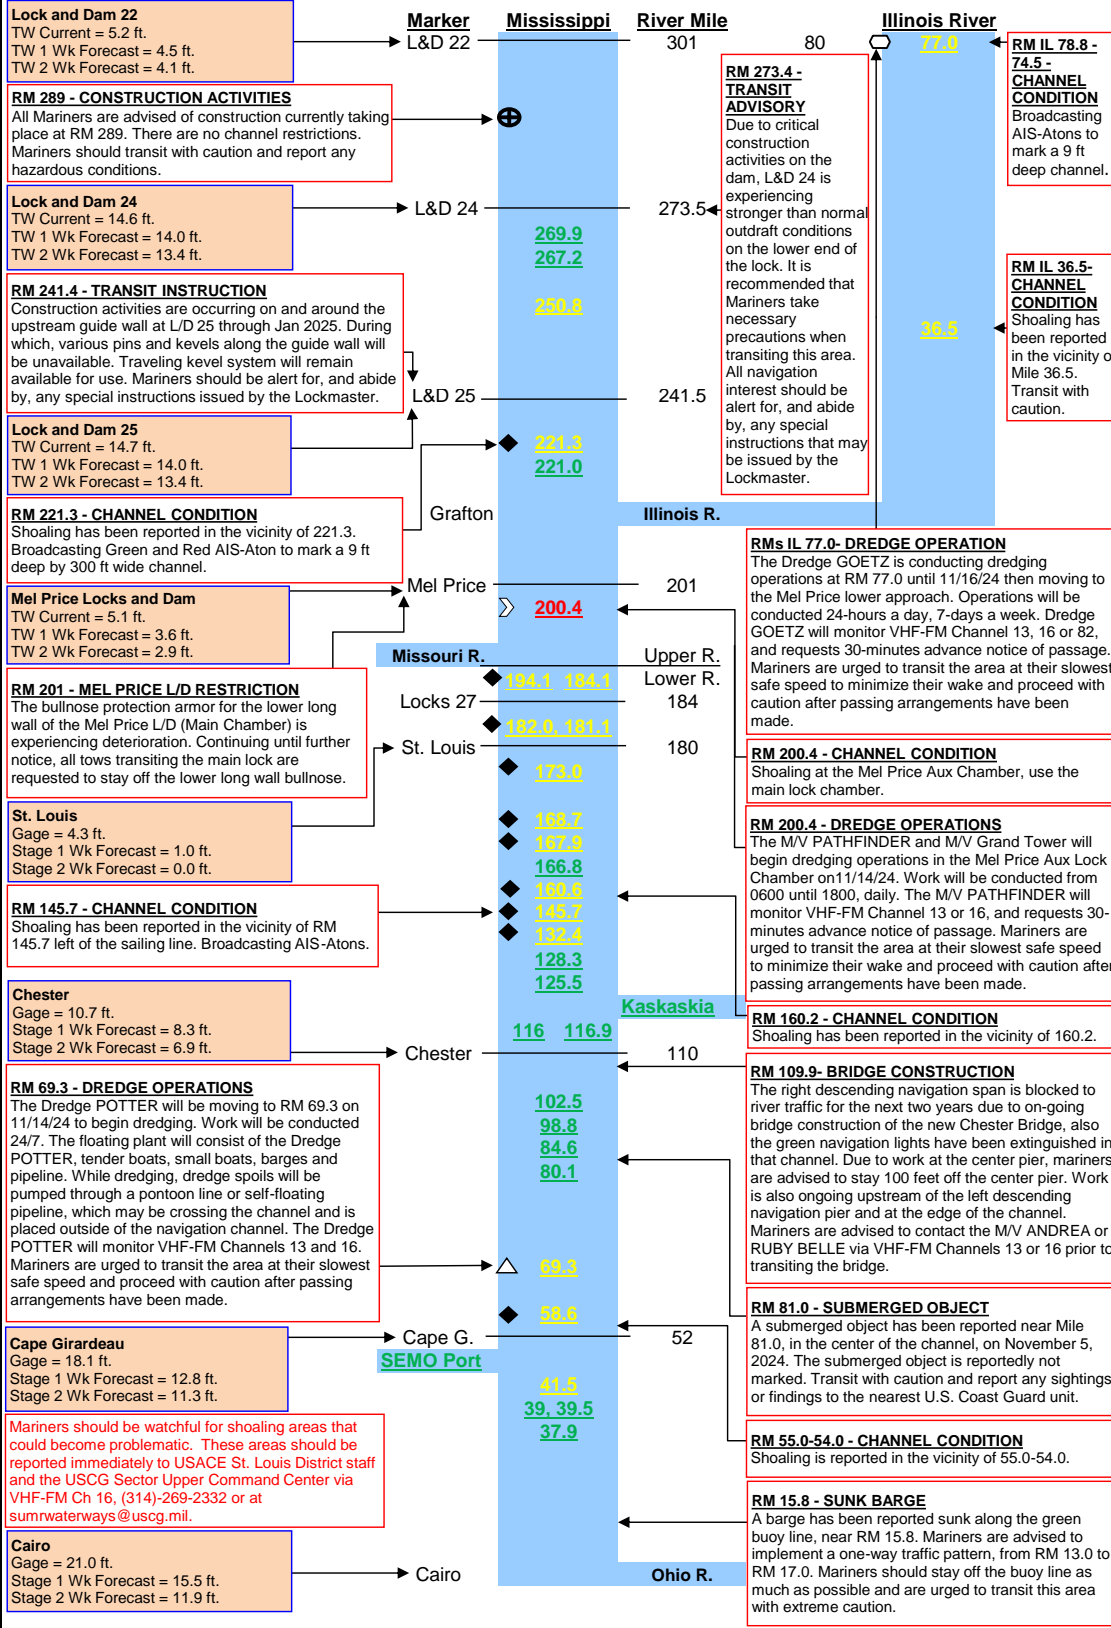 Lock and Dam 22
TW Current = 5.2 ft.
TW 1 Wk Forecast = 4.5 ft.
TW 2 Wk Forecast = 4.1 ft.
RM 289 - CONSTRUCTION ACTIVITIES
All Mariners are advised of construction currently taking
place at RM 289. There are no channel restrictions.
Mariners should transit with caution and report any
hazardous conditions.
Lock and Dam 24
TW Current = 14.6 ft.
TW 1 Wk Forecast = 14.0 ft.
TW 2 Wk Forecast = 13.4 ft.
RM 241.4 - TRANSIT INSTRUCTION
Construction activities are occurring on and around the
upstream guide wall at L/D 25 through Jan 2025. During
which, various pins and kevels along the guide wall will
be unavailable. Traveling kevel system will remain
available for use. Mariners should be alert for, and abide
by, any special instructions issued by the Lockmaster.
Lock and Dam 25
TW Current = 14.7 ft.
TW 1 Wk Forecast = 14.0 ft.
TW 2 Wk Forecast = 13.4 ft.
RM 221.3 - CHANNEL CONDITION
Shoaling has been reported in the vicinity of 221.3.
Broadcasting Green and Red AIS-Aton to mark a 9 ft
deep by 300 ft wide channel.
Mel Price Locks and Dam
TW Current = 5.1 ft.
TW 1 Wk Forecast = 3.6 ft.
TW 2 Wk Forecast = 2.9 ft.
RM 201 - MEL PRICE L/D RESTRICTION
The bullnose protection armor for the lower long
wall of the Mel Price L/D (Main Chamber) is
experiencing deterioration. Continuing until further
notice, all tows transiting the main lock are
requested to stay off the lower long wall bullnose.
St. Louis
Gage = 4.3 ft.
Stage 1 Wk Forecast = 1.0 ft.
Stage 2 Wk Forecast = 0.0 ft.
RM 145.7 - CHANNEL CONDITION
Shoaling has been reported in the vicinity of RM
145.7 left of the sailing line. Broadcasting AIS-Atons.
Chester
Gage = 10.7 ft.
Stage 1 Wk Forecast = 8.3 ft.
Stage 2 Wk Forecast = 6.9 ft.
RM 69.3 - DREDGE OPERATIONS
The Dredge POTTER will be moving to RM 69.3 on
11/14/24 to begin dredging. Work will be conducted
24/7. The floating plant will consist of the Dredge
POTTER, tender boats, small boats, barges and
pipeline. While dredging, dredge spoils will be
pumped through a pontoon line or self-floating
pipeline, which may be crossing the channel and is
placed outside of the navigation channel. The Dredge
POTTER will monitor VHF-FM Channels 13 and 16.
Mariners are urged to transit the area at their slowest
safe speed and proceed with caution after passing
arrangements have been made.
Cape Girardeau
Gage = 18.1 ft.
Stage 1 Wk Forecast = 12.8 ft.
Stage 2 Wk Forecast = 11.3 ft.
Mariners should be watchful for shoaling areas that
could become problematic. These areas should be
reported immediately to USACE St. Louis District staff
and the USCG Sector Upper Command Center via
VHF-FM Ch 16, (314)-269-2332 or at
sumrwaterways@uscg.mil.
Cairo
Gage = 21.0 ft.
Stage 1 Wk Forecast = 15.5 ft.
Stage 2 Wk Forecast = 11.9 ft.
Marker Mississippi River Mile Illinois River
L&D 22 301 80 77.0
L&D 24 273.5
269.9
267.2
250.8
36.5
L&D 25 241.5
221.3
221.0
Grafton Illinois R.
Mel Price 201
200.4
Missouri R. Upper R.
194.1 184.1 Lower R.
Locks 27 184
182.0, 181.1
St. Louis 180
173.0
168.7
167.9
166.8
160.6
145.7
132.4
128.3
125.5
Kaskaskia
116 116.9
Chester 110
102.5
98.8
84.6
80.1
69.3
58.6
Cape G. 52
SEMO Port
41.5
39, 39.5
37.9
Cairo Ohio R.
RM 273.4 -
TRANSIT
ADVISORY
Due to critical
construction
activities on the
dam, L&D 24 is
experiencing
stronger than normal
outdraft conditions
on the lower end of
the lock. It is
recommended that
Mariners take
necessary
precautions when
transiting this area.
All navigation
interest should be
alert for, and abide
by, any special
instructions that may
be issued by the
Lockmaster.
RM IL 78.8 -
74.5 -
CHANNEL
CONDITION
Broadcasting
AIS-Atons to
mark a 9 ft
deep channel.
RM IL 36.5-
CHANNEL
CONDITION
Shoaling has
been reported
in the vicinity o
Mile 36.5.
Transit with
caution.
RMs IL 77.0- DREDGE OPERATION
The Dredge GOETZ is conducting dredging
operations at RM 77.0 until 11/16/24 then moving to
the Mel Price lower approach. Operations will be
conducted 24-hours a day, 7-days a week. Dredge
GOETZ will monitor VHF-FM Channel 13, 16 or 82,
and requests 30-minutes advance notice of passage.
Mariners are urged to transit the area at their slowest
safe speed to minimize their wake and proceed with
caution after passing arrangements have been
made.
RM 200.4 - CHANNEL CONDITION
Shoaling at the Mel Price Aux Chamber, use the
main lock chamber.
RM 200.4 - DREDGE OPERATIONS
The M/V PATHFINDER and M/V Grand Tower will
begin dredging operations in the Mel Price Aux Lock
Chamber on11/14/24. Work will be conducted from
0600 until 1800, daily. The M/V PATHFINDER will
monitor VHF-FM Channel 13 or 16, and requests 30-
minutes advance notice of passage. Mariners are
urged to transit the area at their slowest safe speed
to minimize their wake and proceed with caution after
passing arrangements have been made.
RM 160.2 - CHANNEL CONDITION
Shoaling has been reported in the vicinity of 160.2.
RM 109.9- BRIDGE CONSTRUCTION
The right descending navigation span is blocked to
river traffic for the next two years due to on-going
bridge construction of the new Chester Bridge, also
the green navigation lights have been extinguished in
that channel. Due to work at the center pier, mariners
are advised to stay 100 feet off the center pier. Work
is also ongoing upstream of the left descending
navigation pier and at the edge of the channel.
Mariners are advised to contact the M/V ANDREA or
RUBY BELLE via VHF-FM Channels 13 or 16 prior to
transiting the bridge.
RM 81.0 - SUBMERGED OBJECT
A submerged object has been reported near Mile
81.0, in the center of the channel, on November 5,
2024. The submerged object is reportedly not
marked. Transit with caution and report any sightings
or findings to the nearest U.S. Coast Guard unit.
RM 55.0-54.0 - CHANNEL CONDITION
Shoaling is reported in the vicinity of 55.0-54.0.
RM 15.8 - SUNK BARGE
A barge has been reported sunk along the green
buoy line, near RM 15.8. Mariners are advised to
implement a one-way traffic pattern, from RM 13.0 to
RM 17.0. Mariners should stay off the buoy line as
much as possible and are urged to transit this area
with extreme caution.